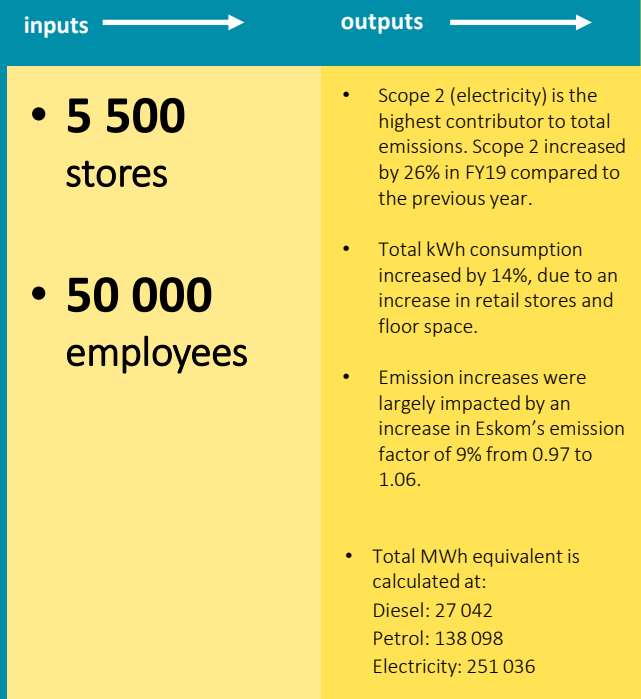 inputs
outputs
• 5 500
stores
• 50 000
employees
• Scope 2 (electricity) is the
highest contributor to total
emissions. Scope 2 increased
by 26% in FY19 compared to
the previous year.
• Total kWh consumption
increased by 14%, due to an
increase in retail stores and
floor space.
• Emission increases were
largely impacted by an
increase in Eskom’s emission
factor of 9% from 0.97 to
1.06.
• Total MWh equivalent is
calculated at:
Diesel: 27 042
Petrol: 138 098
Electricity: 251 036